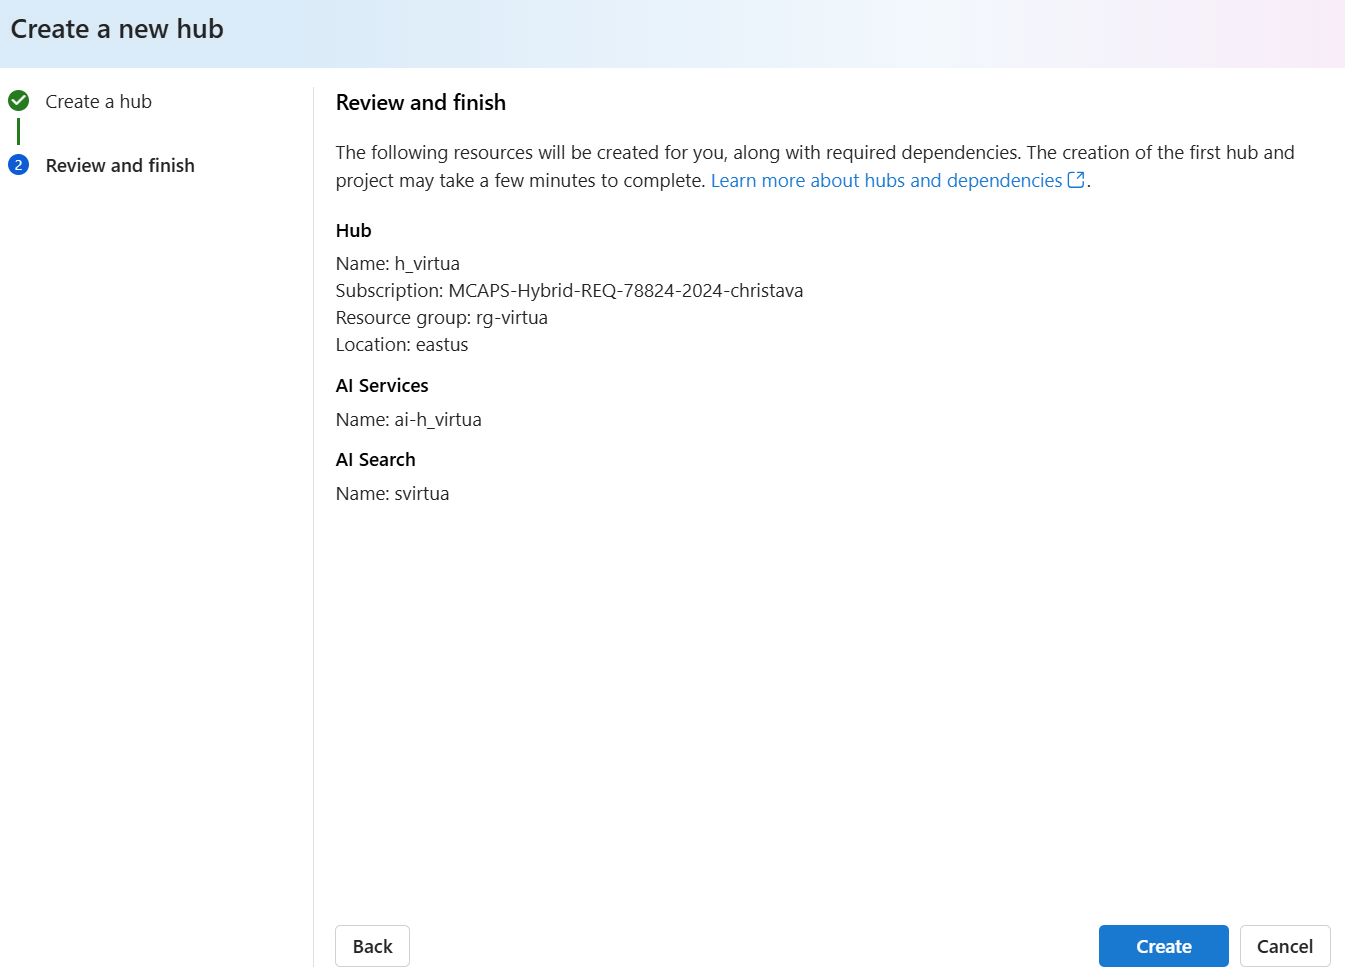 Create a new hub
Create a hub
2
Review and finish
Review and finish
The following resources will be created for you, along with required dependencies. The creation of the first hub and
project may take a few minutes to complete. Learn more about hubs and dependencies.
Hub
Name: h_virtua
Subscription: MCAPS-Hybrid-REQ-78824-2024-christava
Resource group: rg-virtua
Location: eastus
AI Services
Name: ai-h_virtua
AI Search
Name: svirtua
Back
Create
Cancel